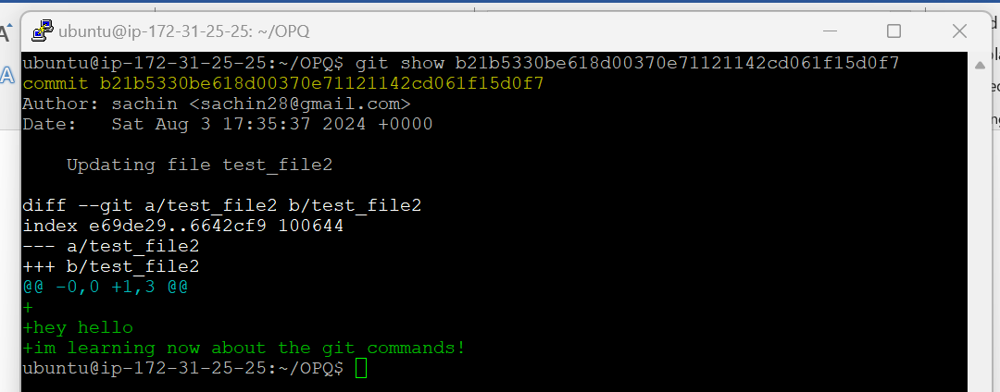 ubuntu@ip-172-31-25-25: ~/OPQ
ubuntu@ip-172-31-25-25:~/OPQ$ git show b21b5330be618d00370e71121142cd061f15d0f7
commit b21b5330be618d00370e71121142cd061f15d0f7
Author: sachin <sachin28@gmail.com>
Date:   Sat Aug 3 17:35:37 2024 +0000
    Updating file test_file2
diff --git a/test_file2 b/test_file2
index e69de29..6642cf9 100644
--- a/test_file2
+++ b/test_file2
@@ -0,0 +1,3 @@
+
+hey hello
+im learning now about the git commands!
ubuntu@ip-172-31-25-25:~/OPQ$